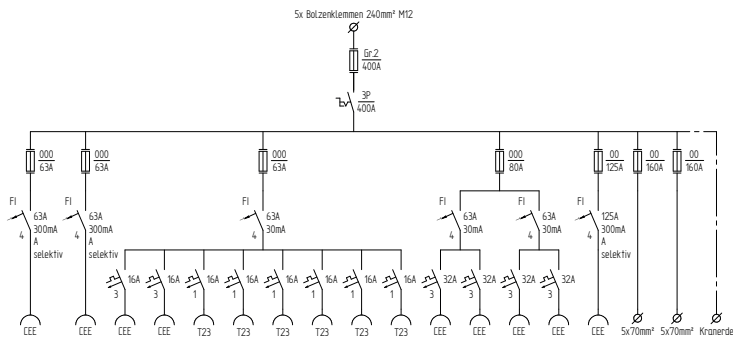 5x Bolzenklemmen 240mm² M12
Gr.2
400A
3P
400A
000
63A
000
63A
000
63A
000
80A
00
125A
00
160A
00
160A
FI
63A
300mA
A
selektiv
4
FI
63A
300mA
A
selektiv
4
FI
63A
30mA
4
FI
63A
30mA
4
FI
63A
30mA
4
FI
125A
300mA
A
selektiv
4
16A
3
16A
3
16A
1
16A
1
16A
1
16A
1
16A
1
16A
1
32A
3
32A
3
32A
3
32A
3
CEE
CEE
CEE
CEE
T23
T23
T23
T23
T23
T23
CEE
CEE
CEE
CEE
CEE
5x70mm²
5x70mm²
Kranerde